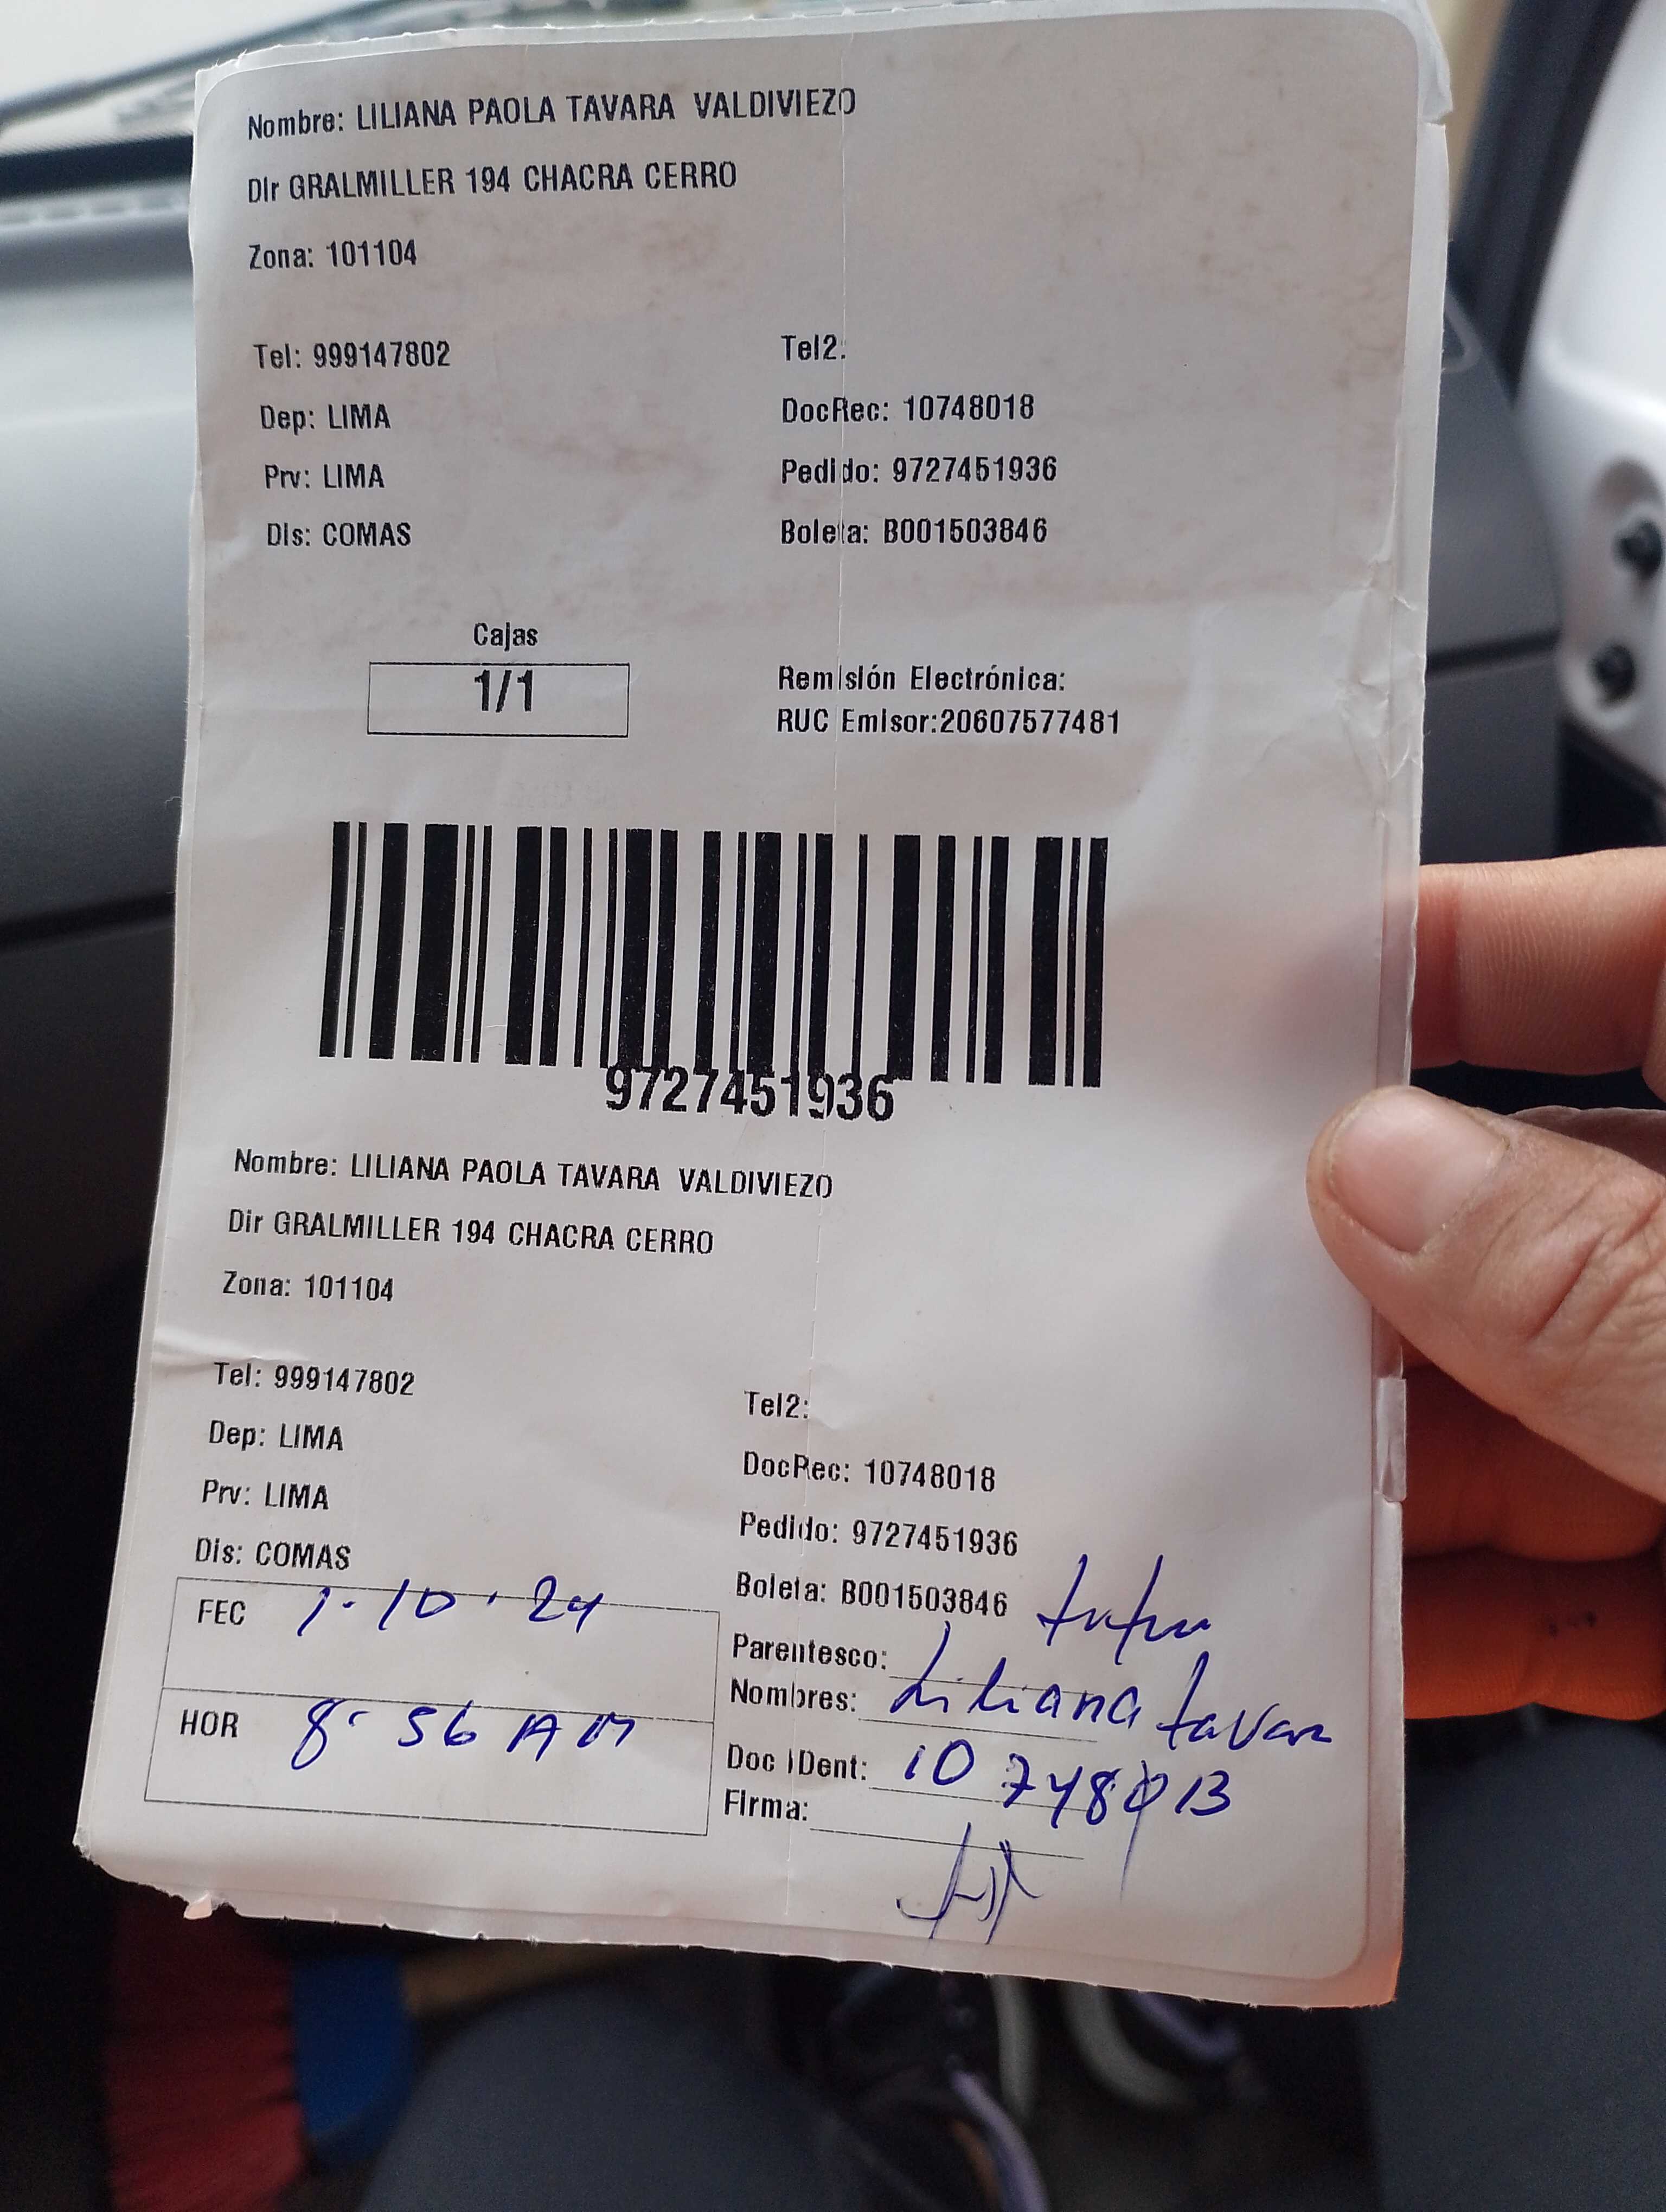 Nombre: LILIANA PAOLA TAVARA VALDIVIEZO
Dir GRALMILLER 194 CHACRA CERRO
Zona: 101104
Tel: 999147802 Tel2:
Dep: LIMA DocRec: 10748018
Prv: LIMA Pedido: 9727451936
Dis: COMAS Boleta: B001503846
Cajas
1/1
Remisión Electrónica:
RUC Emisor:20607577481
9727451936
Nombre: LILIANA PAOLA TAVARA VALDIVIEZO
Dir GRALMILLER 194 CHACRA CERRO
Zona: 101104
Tel: 999147802 Tel2:
Dep: LIMA DocRec: 10748018
Prv: LIMA Pedido: 9727451936
Dis: COMAS Boleta: B001503846
FEC 1-10-24
Parentesco:
Nombres: Liliana Tavara
HOR 8:56 AM
Doc IDent: 10748018
Firma: